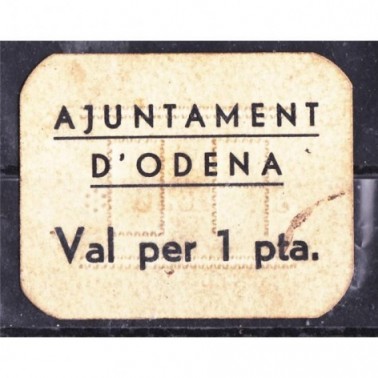 AJUNTAMENT
D'ODENA
Val per 1 pta.